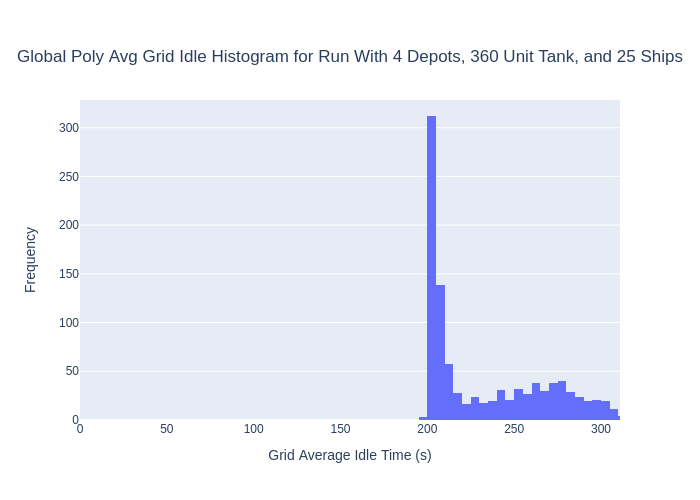 Global Poly Avg Grid Idle Histogram for Run With 4 Depots, 360 Unit Tank, and 25 Ships
300
250
200
150
100
50
0
Frequency
0 50 100 150 200 250 300
Grid Average Idle Time (s)